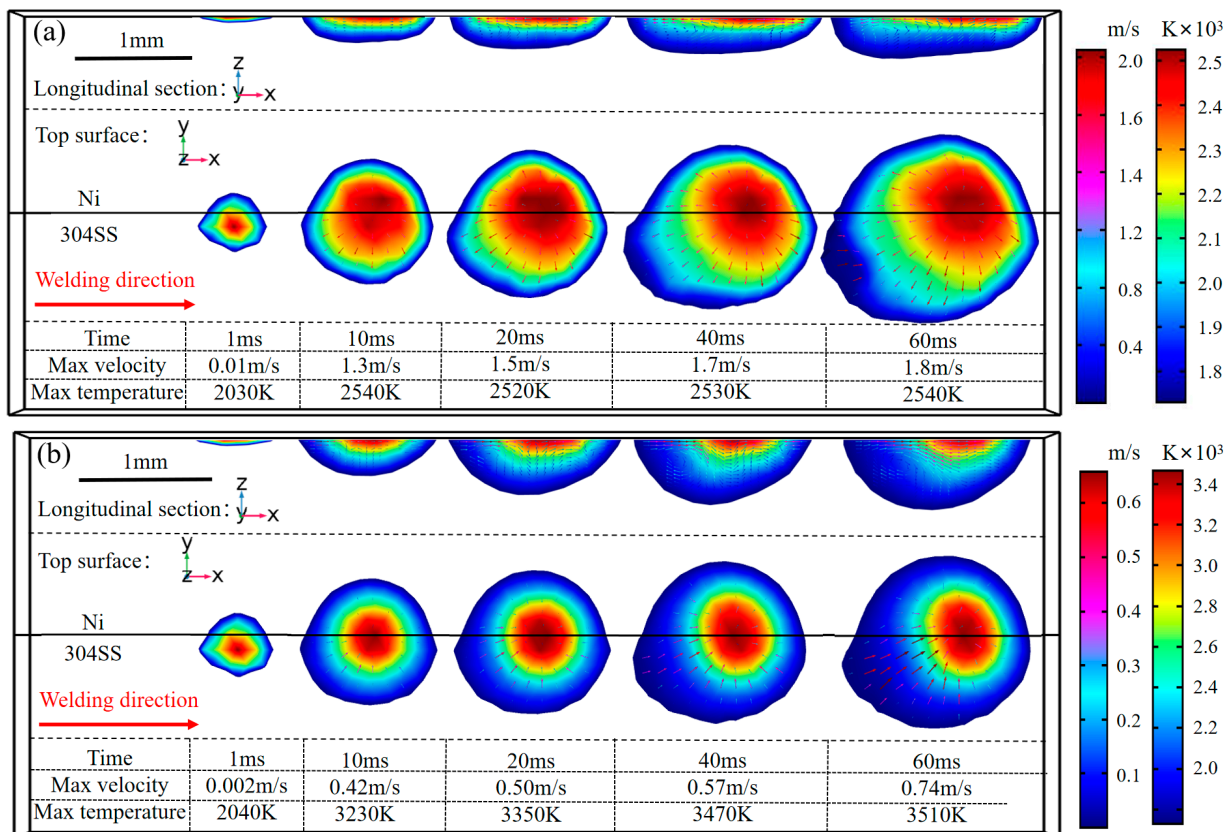 (a)
1mm
Longitudinal section:
z
y x
Top surface:
y
z x
Ni
304SS
Welding direction
Time 1ms 10ms 20ms 40ms 60ms
Max velocity 0.01m/s 1.3m/s 1.5m/s 1.7m/s 1.8m/s
Max temperature 2030K 2540K 2520K 2530K 2540K
m/s K×10³
2.0 2.5
1.6 2.4
1.2 2.3
0.8 2.2
0.4 2.1
2.0
1.9
1.8
(b)
1mm
Longitudinal section:
z
y x
Top surface:
y
z x
Ni
304SS
Welding direction
Time 1ms 10ms 20ms 40ms 60ms
Max velocity 0.002m/s 0.42m/s 0.50m/s 0.57m/s 0.74m/s
Max temperature 2040K 3230K 3350K 3470K 3510K
m/s K×10³
0.6 3.4
0.5 3.2
0.4 3.0
0.3 2.8
0.2 2.6
0.1 2.4
2.2
2.0